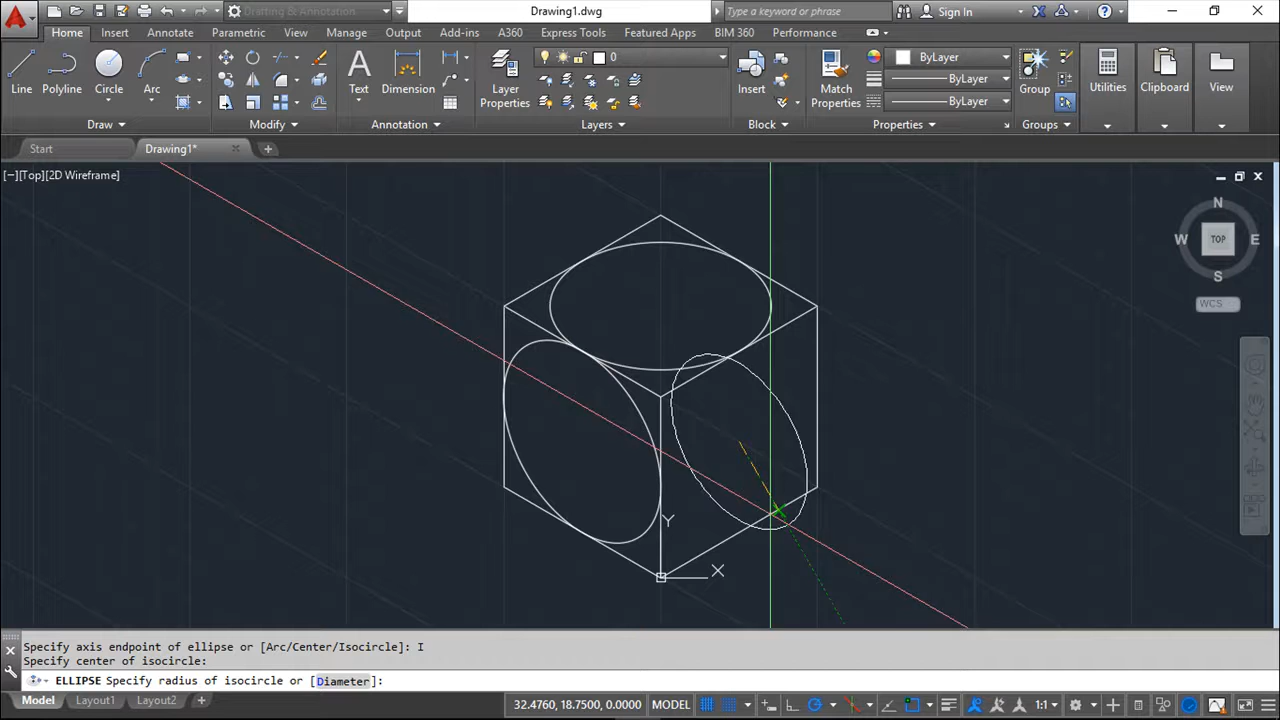 Drafting & Annotation
Drawing1.dwg
Type a keyword or phrase
Sign In
Home Insert Annotate Parametric View Manage Output Add-ins A360 Express Tools Featured Apps BIM 360 Performance
0
ByLayer
ByLayer
ByLayer
Line Polyline Circle Arc Text Dimension Layer Properties Insert Match Properties Group Utilities Clipboard View
Draw Modify Annotation Layers Block Properties Groups
Start Drawing1*
[−][Top][2D Wireframe]
N
W TOP E
S
WCS
Y
X
Specify axis endpoint of ellipse or [Arc/Center/Isocircle]: I
Specify center of isocircle:
ELLIPSE Specify radius of isocircle or [Diameter]:
Model Layout1 Layout2 32.4760, 18.7500, 0.0000 MODEL 1:1